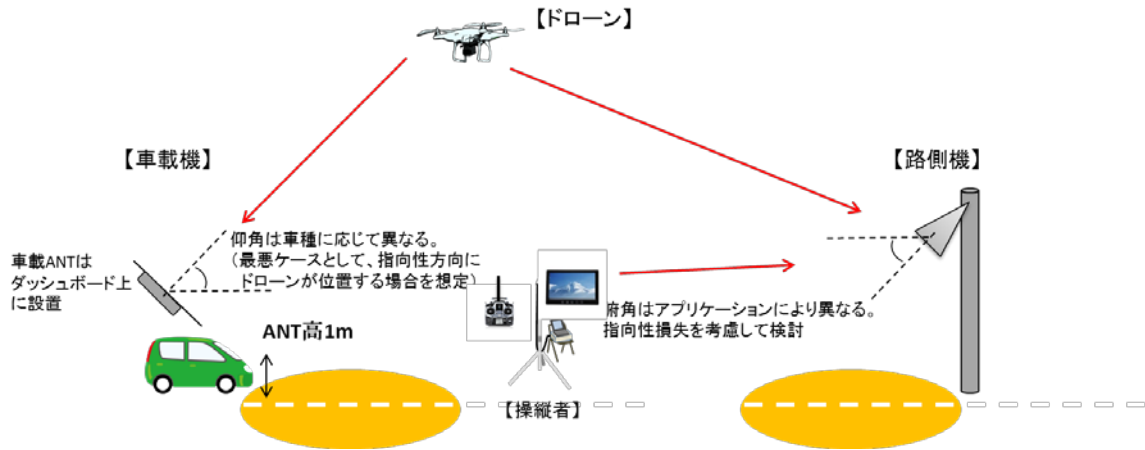 【ドローン】
【車載機】
【路側機】
仰角は車種に応じて異なる。
(最悪ケースとして、指向性方向に
ドローンが位置する場合を想定)
車載ANTは
ダッシュボード上
に設置
俯角はアプリケーションにより異なる。
指向性損失を考慮して検討
ANT高1m
【操縦者】